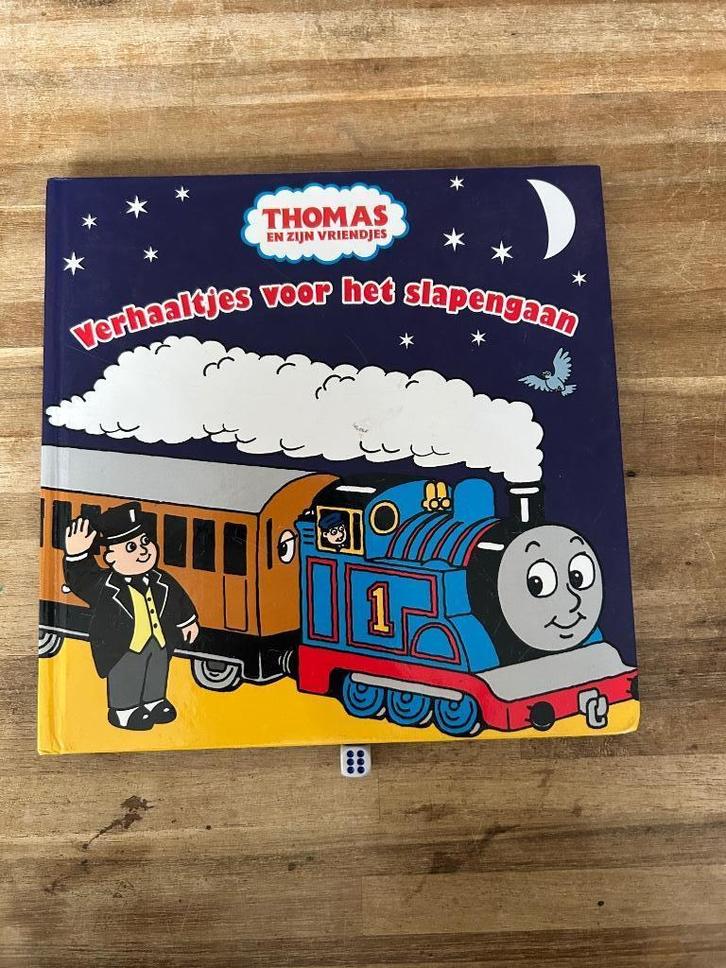 THOMAS
EN ZIJN VRIENDJES
Verhaaltjes voor het slapengaan
1